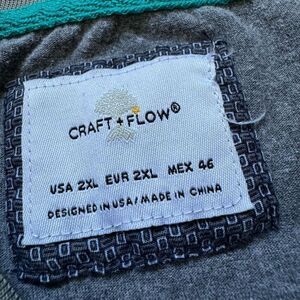 CRAFT + FLOW®
USA 2XL EUR 2XL MEX 46
DESIGNED IN USA/MADE IN CHINA